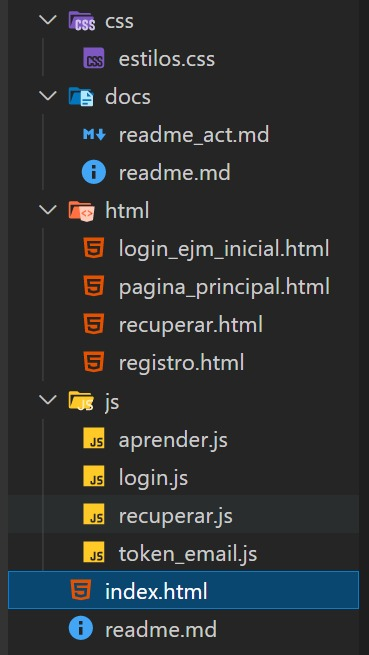 css
estilos.css
docs
readme_act.md
readme.md
html
login_ejm_inicial.html
pagina_principal.html
recuperar.html
registro.html
js
aprender.js
login.js
recuperar.js
token_email.js
index.html
readme.md